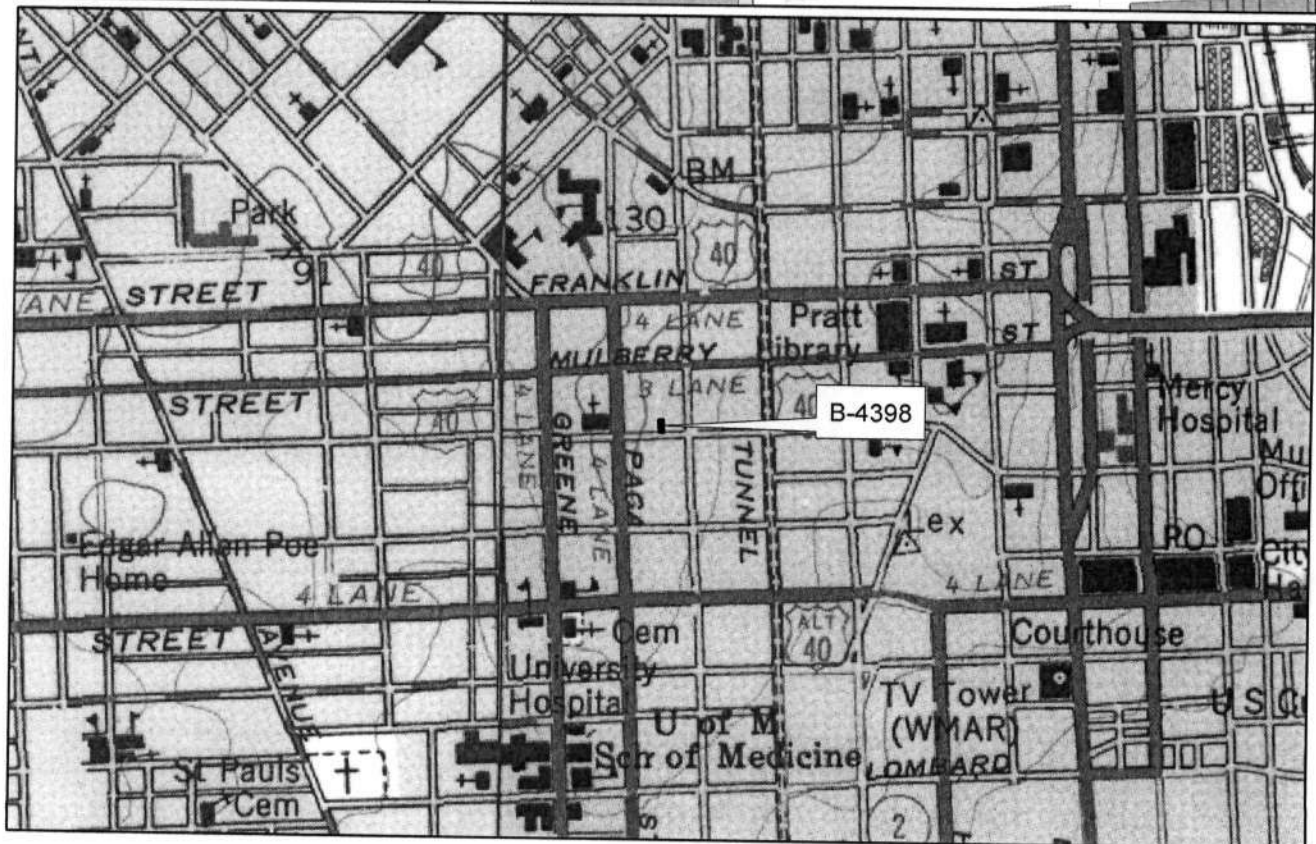 BM
Park
130
40
40
91
FRANKLIN
ST
STREET
4 LANE
Pratt
Library
MULBERRY
ST
3 LANE
40
40
B-4398
STREET
Mercy
Hospital
4 LANE
GREENE
4 LANE
PACA
TUNNEL
Lex
PO
Edgar Allen Poe
Home
4 LANE
4 LANE
STREET
AVENUE
Cem
ALT
40
Courthouse
University
Hospital
TV Tower
(WMAR)
U of M
Sch of Medicine
LOMBARD
St Pauls
Cem
2